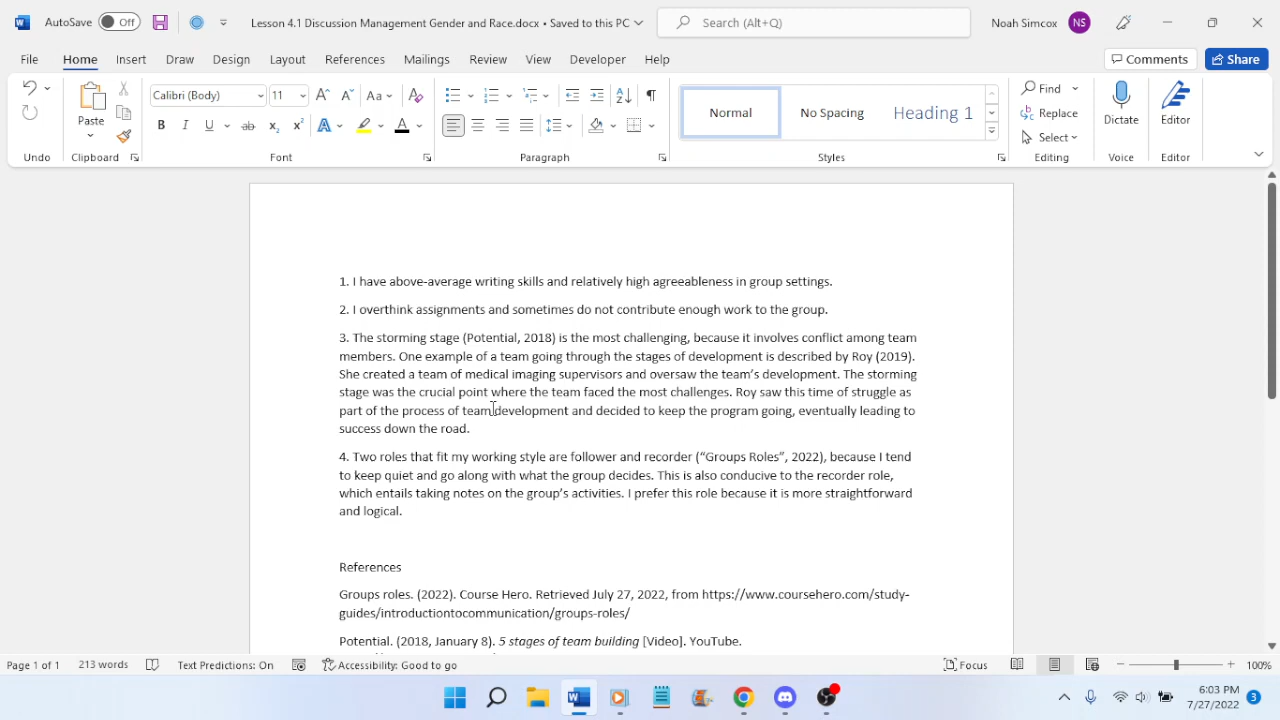 AutoSave Off Lesson 4.1 Discussion Management Gender and Race.docx • Saved to this PC Search (Alt+Q) Noah Simcox NS
File Home Insert Draw Design Layout References Mailings Review View Developer Help Comments Share
Calibri (Body) 11 Aa Normal No Spacing Heading 1 Find
Paste Replace Dictate Editor
B I U ab x₂ x² A A Select
Undo Clipboard Font Paragraph Styles Editing Voice Editor
1. I have above-average writing skills and relatively high agreeableness in group settings.
2. I overthink assignments and sometimes do not contribute enough work to the group.
3. The storming stage (Potential, 2018) is the most challenging, because it involves conflict among team
members. One example of a team going through the stages of development is described by Roy (2019).
She created a team of medical imaging supervisors and oversaw the team’s development. The storming
stage was the crucial point where the team faced the most challenges. Roy saw this time of struggle as
part of the process of team development and decided to keep the program going, eventually leading to
success down the road.
4. Two roles that fit my working style are follower and recorder (“Groups Roles”, 2022), because I tend
to keep quiet and go along with what the group decides. This is also conducive to the recorder role,
which entails taking notes on the group’s activities. I prefer this role because it is more straightforward
and logical.
References
Groups roles. (2022). Course Hero. Retrieved July 27, 2022, from https://www.coursehero.com/study-
guides/introductiontocommunication/groups-roles/
Potential. (2018, January 8). 5 stages of team building [Video]. YouTube.
Page 1 of 1 213 words Text Predictions: On Accessibility: Good to go Focus 100%
6:03 PM
7/27/2022 3